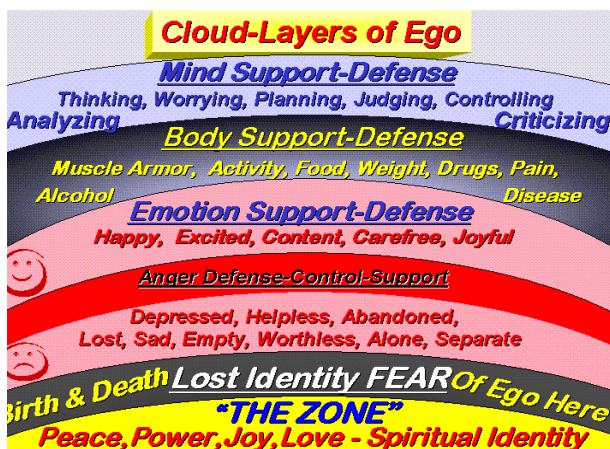 Cloud-Layers of Ego
Mind Support-Defense
Thinking, Worrying, Planning, Judging, Controlling
Analyzing Criticizing
Body Support-Defense
Muscle Armor, Activity, Food, Weight, Drugs, Pain,
Alcohol Disease
Emotion Support-Defense
Happy, Excited, Content, Carefree, Joyful
Anger Defense-Control-Support
Depressed, Helpless, Abandoned,
Lost, Sad, Empty, Worthless, Alone, Separate
Birth & Death Lost Identity FEAR Of Ego Here
"THE ZONE"
Peace,Power,Joy,Love - Spiritual Identity